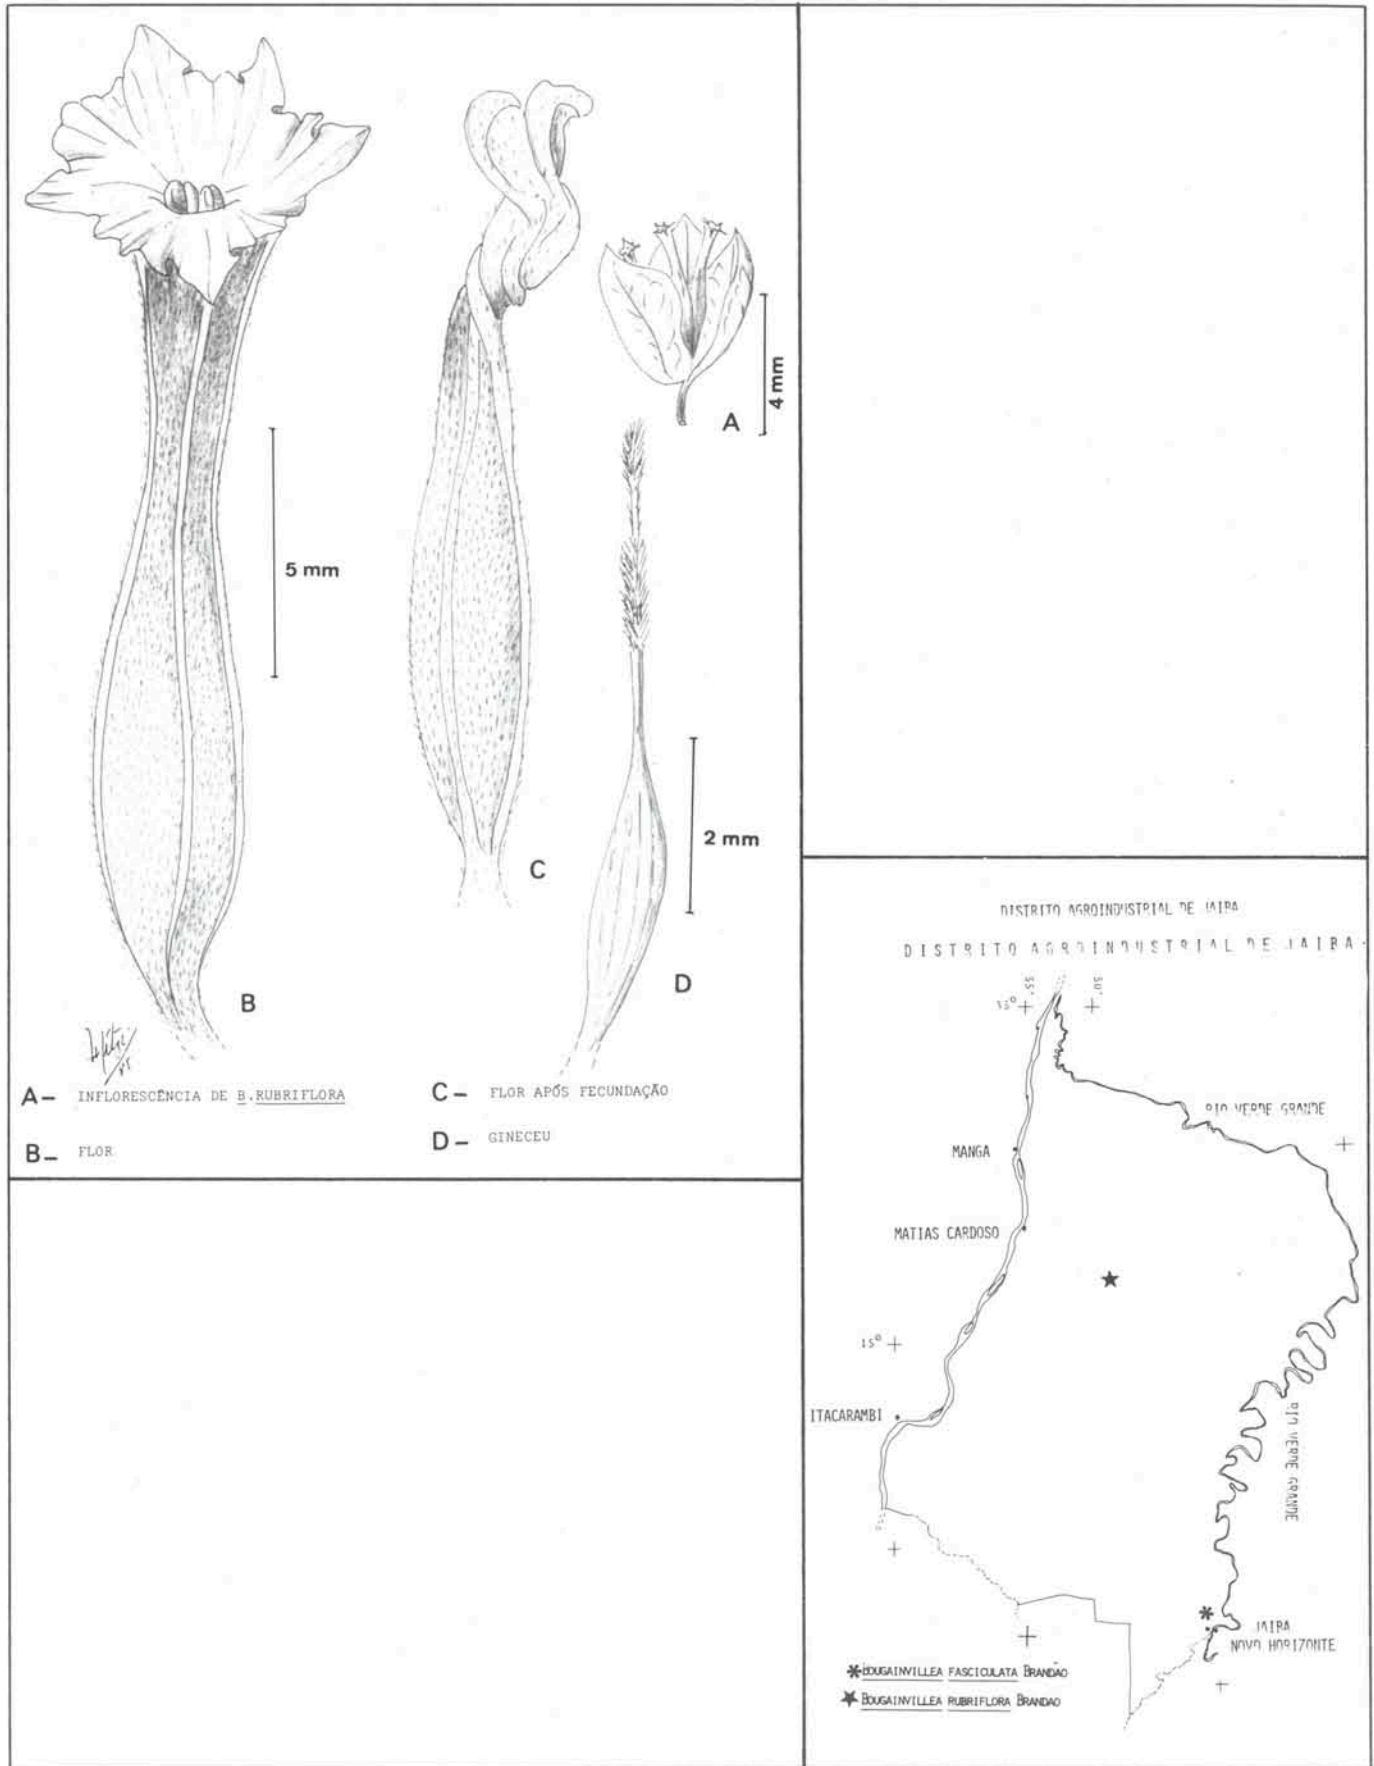 4 mm
A
5 mm
2 mm
C
D
B
A– INFLORESCÊNCIA DE B.RUBRIFLORA
C – FLOR APÓS FECUNDAÇÃO
B– FLOR
D – GINECEU
DISTRITO AGROINDUSTRIAL DE JAIBA
DISTRITO AGROINDUSTRIAL DE JAIBA
55' 50'
RIO VERDE GRANDE
MANGA
MATIAS CARDOSO
15°
ITACARAMBI
RIO VERDE GRANDE
JAIBA
NOVO HORIZONTE
BOUGAINVILLEA FASCICULATA BRANDÃO
BOUGAINVILLEA RUBRIFLORA BRANDAO